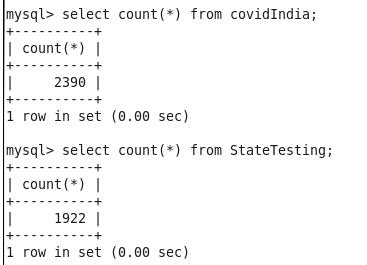 mysql> select count(*) from covidIndia;
+----------+
| count(*) |
+----------+
|     2390 |
+----------+
1 row in set (0.00 sec)

mysql> select count(*) from StateTesting;
+----------+
| count(*) |
+----------+
|     1922 |
+----------+
1 row in set (0.00 sec)